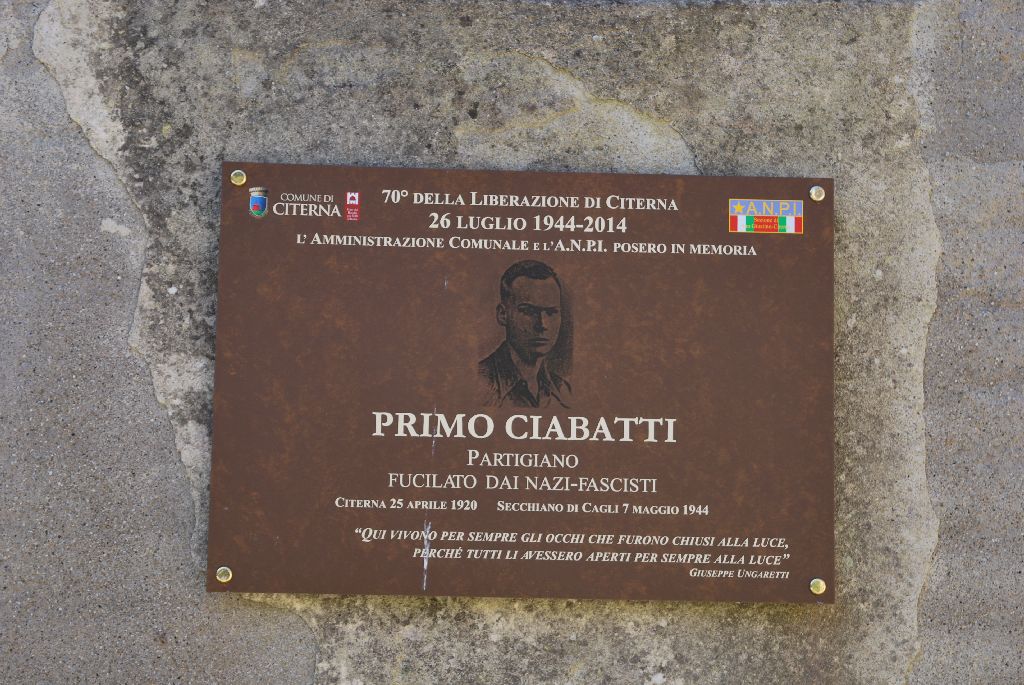 COMUNE DI
CITERNA
70° DELLA LIBERAZIONE DI CITERNA
26 LUGLIO 1944-2014
L'AMMINISTRAZIONE COMUNALE E L'A.N.P.I. POSERO IN MEMORIA
A.N.P.I
PRIMO CIABATTI
PARTIGIANO
FUCILATO DAI NAZI-FASCISTI
CITERNA 25 APRILE 1920 SECCHIANO DI CAGLI 7 MAGGIO 1944
“QUI VIVONO PER SEMPRE GLI OCCHI CHE FURONO CHIUSI ALLA LUCE,
PERCHÉ TUTTI LI AVESSERO APERTI PER SEMPRE ALLA LUCE”
GIUSEPPE UNGARETTI